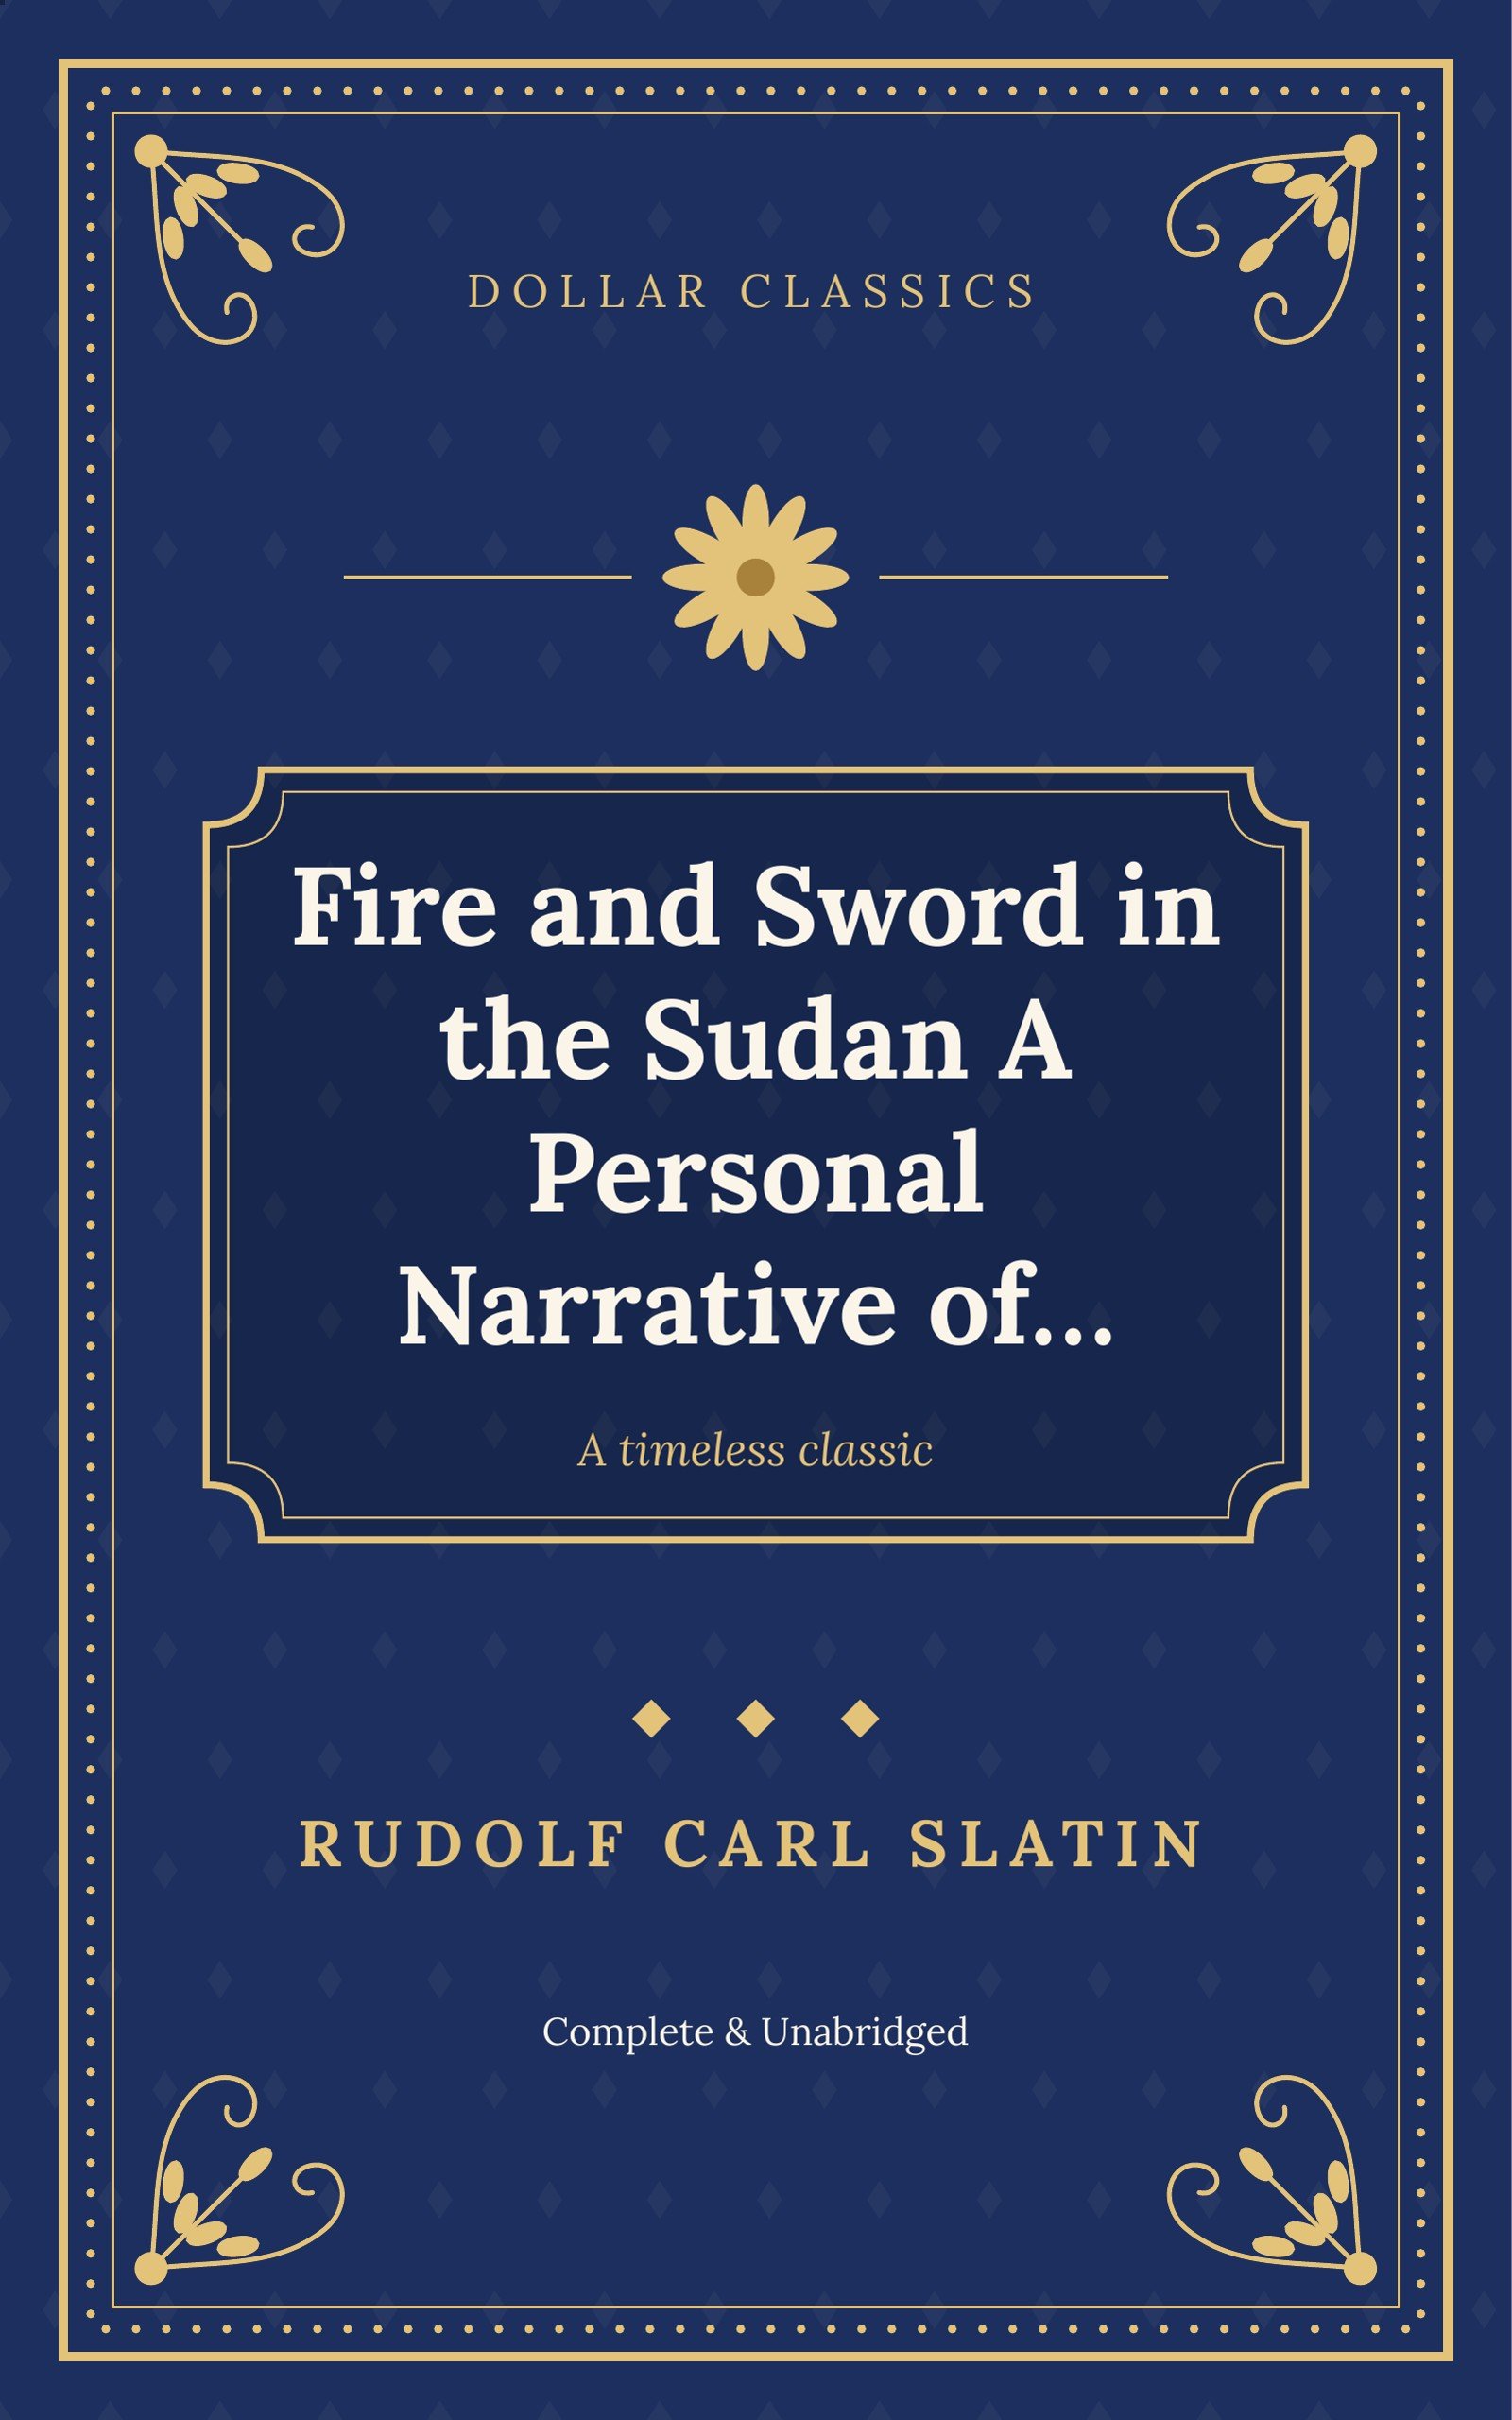 DOLLAR CLASSICS
Fire and Sword in
the Sudan A
Personal
Narrative of...
A timeless classic
RUDOLF CARL SLATIN
Complete & Unabridged